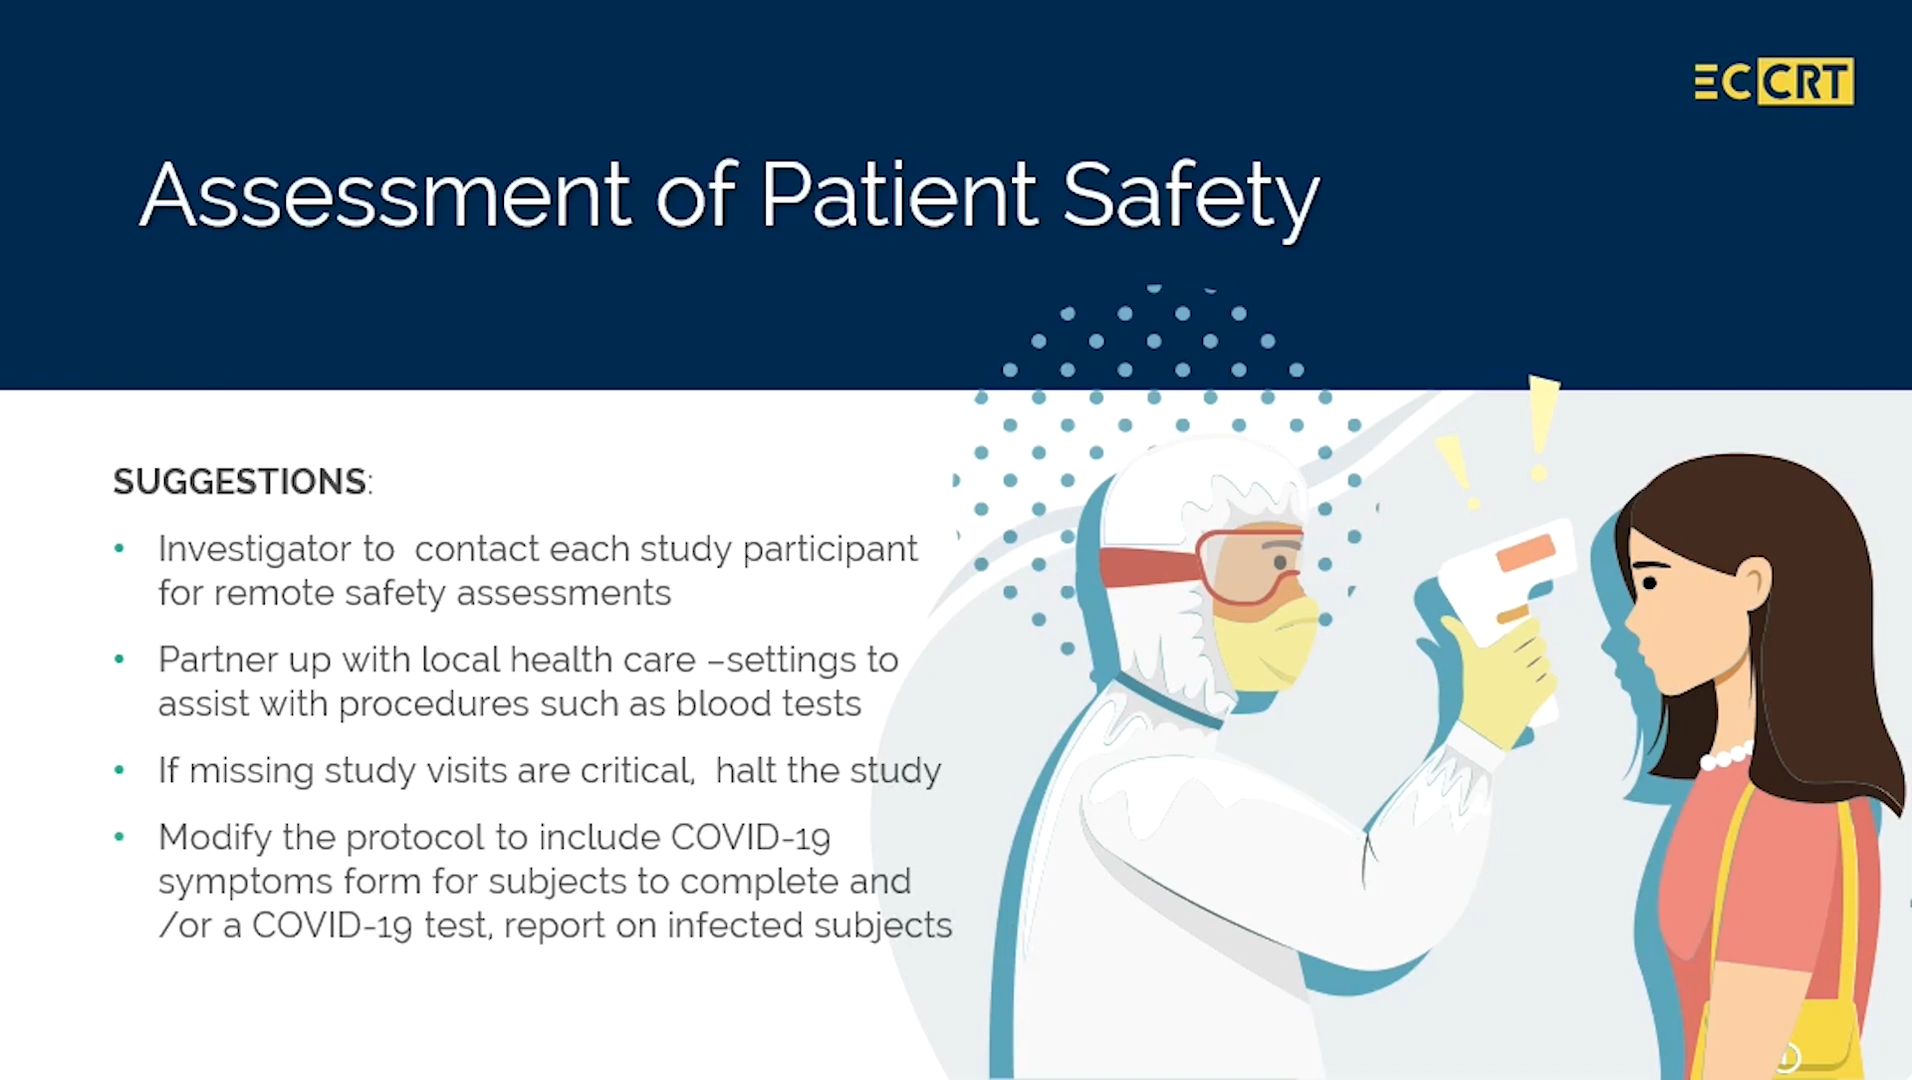 ECCRT
Assessment of Patient Safety
SUGGESTIONS:
• Investigator to  contact each study participant
for remote safety assessments
• Partner up with local health care –settings to
assist with procedures such as blood tests
• If missing study visits are critical,  halt the study
• Modify the protocol to include COVID-19
symptoms form for subjects to complete and
/or a COVID-19 test, report on infected subjects